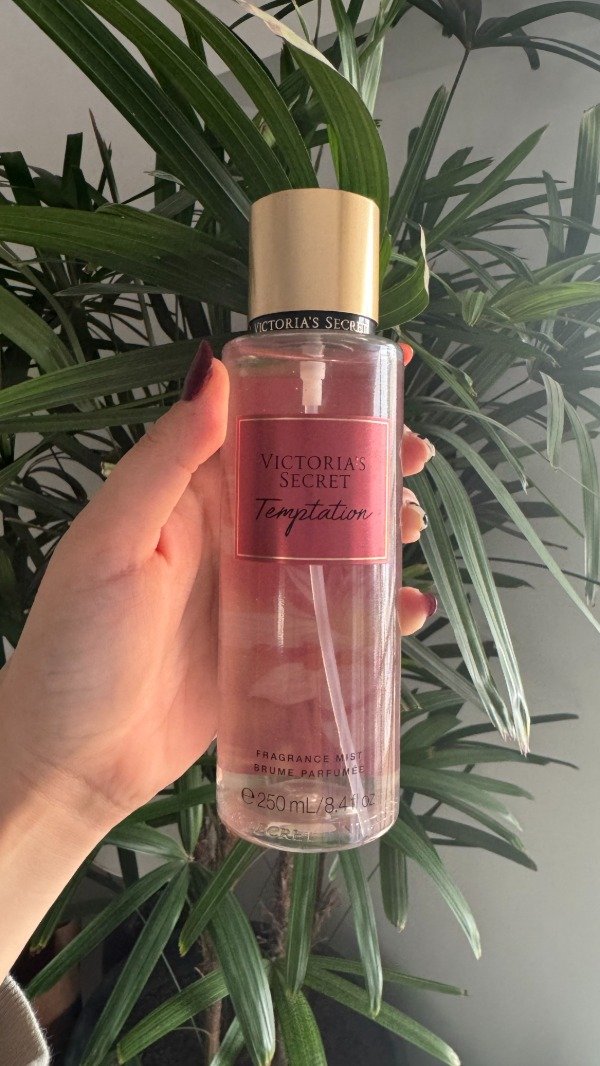 VICTORIA'S SECRET
VICTORIA'S
SECRET
Temptation
FRAGRANCE MIST
BRUME PARFUMÉE
℮ 250 mL/8.4 fl oz